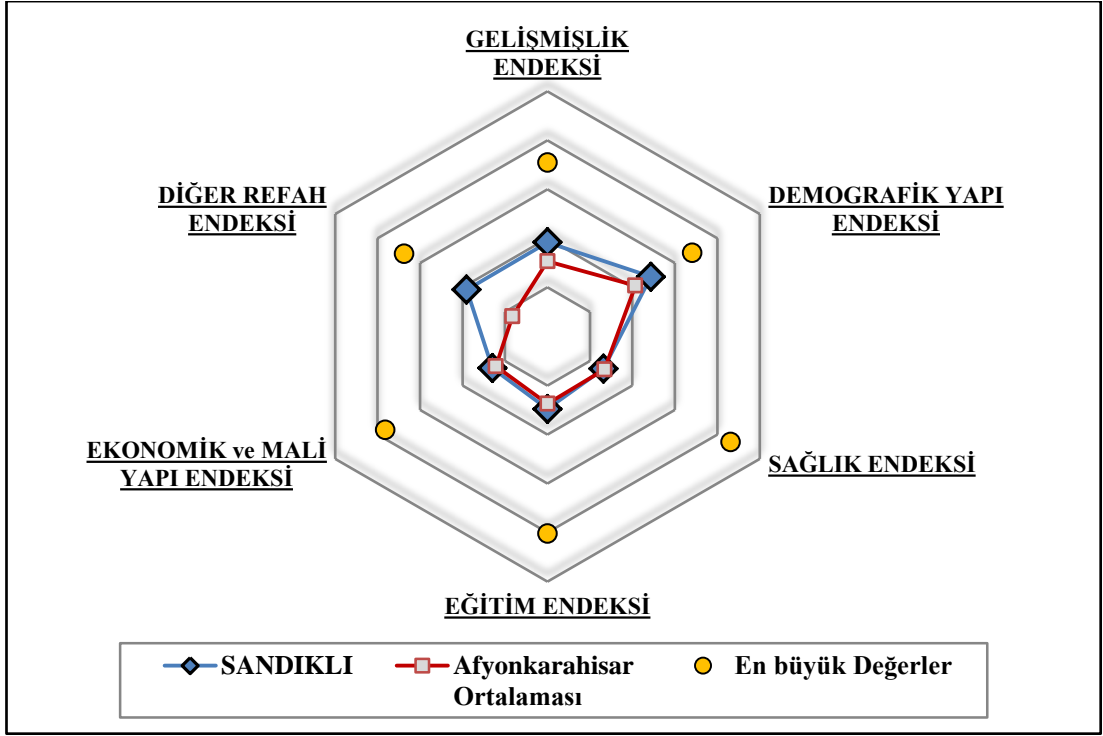 GELİŞMİŞLİK
ENDEKSİ
DEMOGRAFİK YAPI
ENDEKSİ
SAĞLIK ENDEKSİ
EĞİTİM ENDEKSİ
EKONOMİK ve MALİ
YAPI ENDEKSİ
DİĞER REFAH
ENDEKSİ
SANDIKLI
Afyonkarahisar
Ortalaması
En büyük Değerler